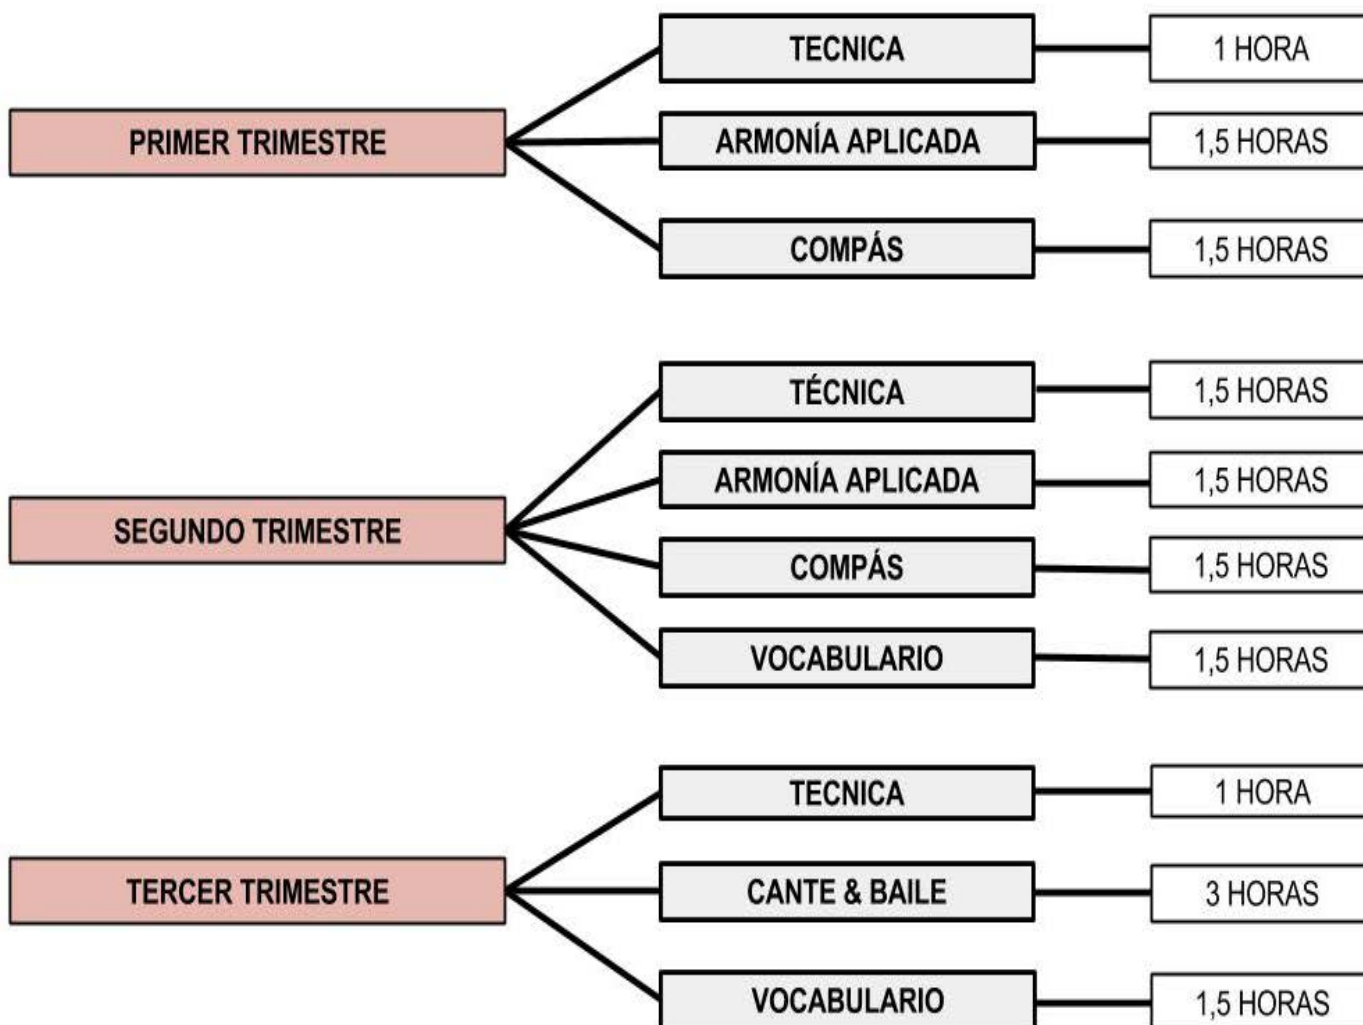 PRIMER TRIMESTRE
TECNICA
1 HORA
ARMONÍA APLICADA
1,5 HORAS
COMPÁS
1,5 HORAS
SEGUNDO TRIMESTRE
TÉCNICA
1,5 HORAS
ARMONÍA APLICADA
1,5 HORAS
COMPÁS
1,5 HORAS
VOCABULARIO
1,5 HORAS
TERCER TRIMESTRE
TECNICA
1 HORA
CANTE & BAILE
3 HORAS
VOCABULARIO
1,5 HORAS